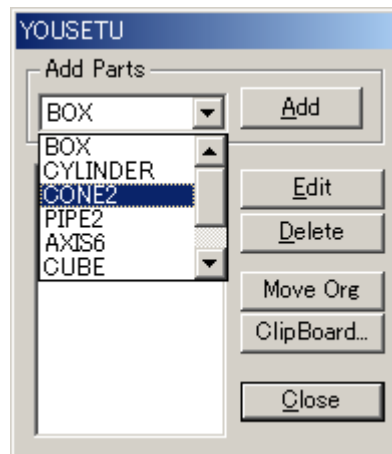 YOUSETU
Add Parts
BOX
Add
BOX
CYLINDER
CONE2
PIPE2
AXIS6
CUBE
Edit
Delete
Move Org
ClipBoard...
Close